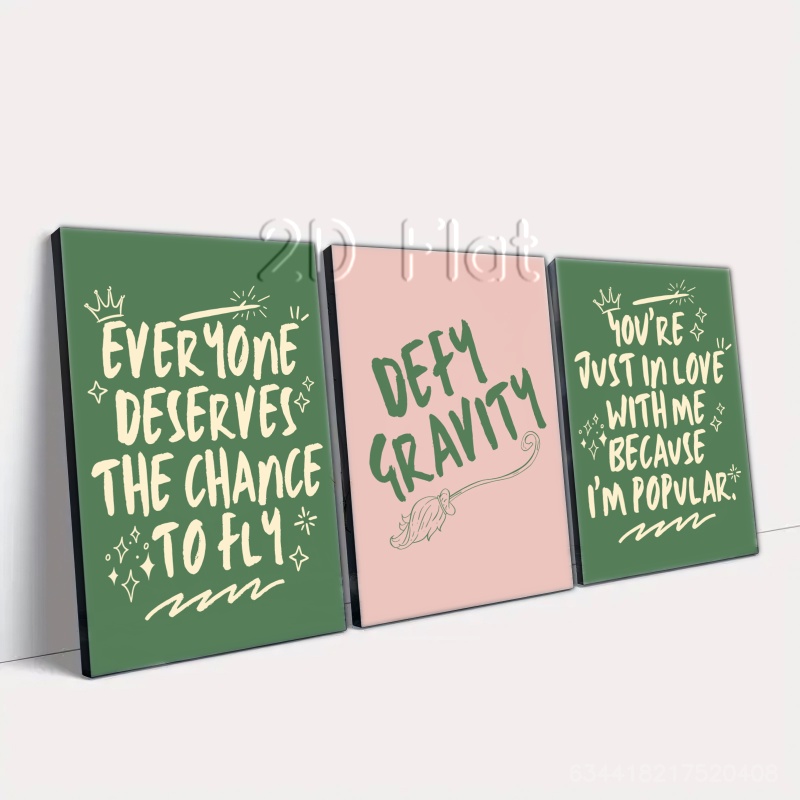 2D Flat
EVERYONE
DESERVES
THE CHANCE
TO FLY
DEFY
GRAVITY
YOU'RE
JUST IN LOVE
WITH ME
BECAUSE
I'M POPULAR.
634418217520408